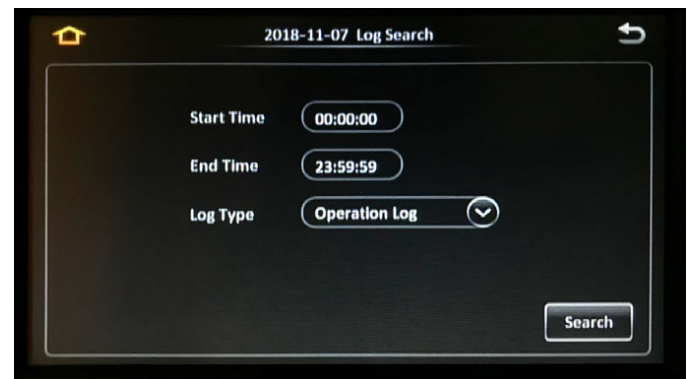 2018-11-07 Log Search
Start Time 00:00:00
End Time 23:59:59
Log Type Operation Log
Search